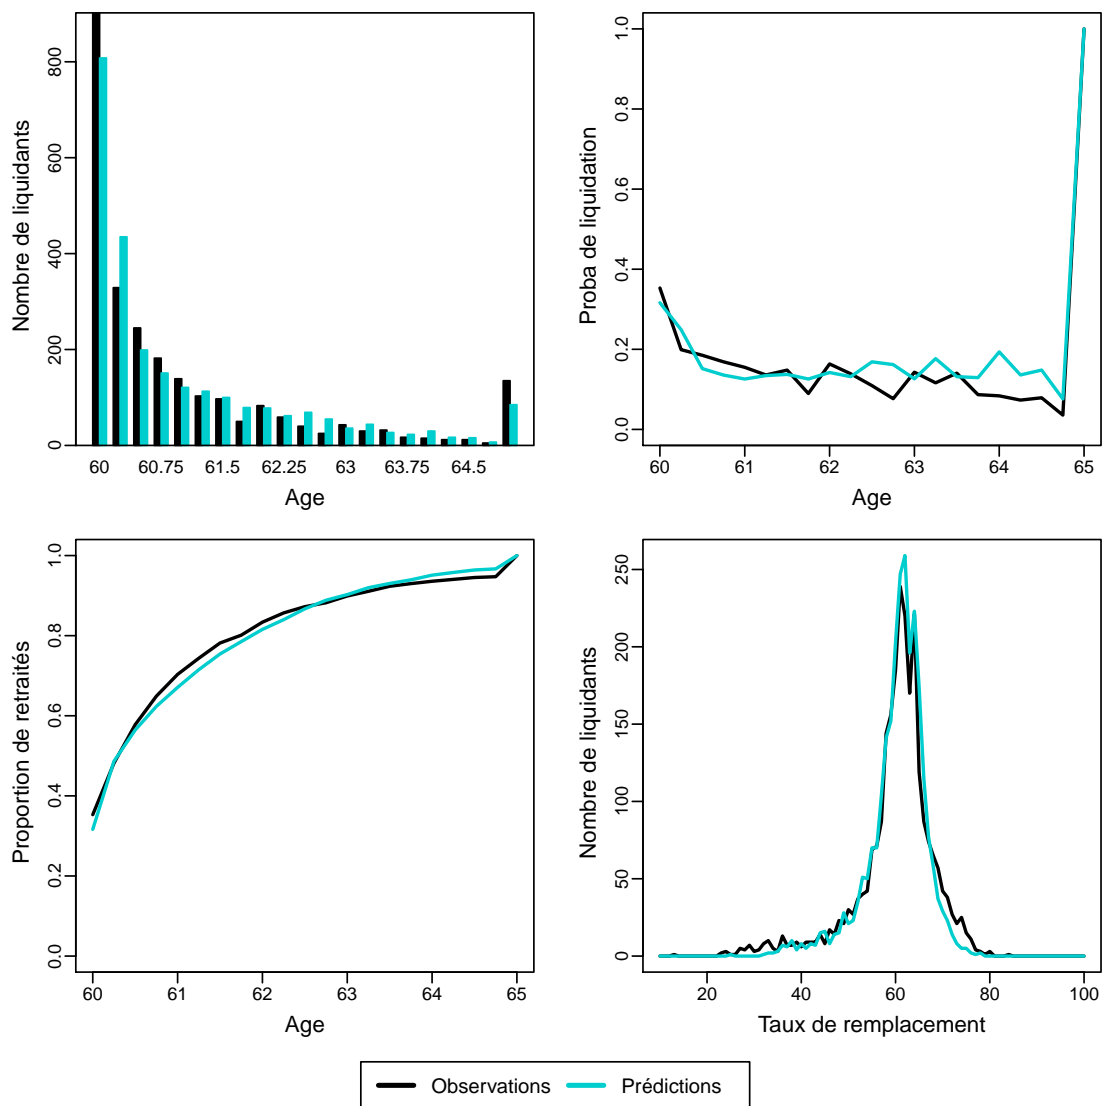 Nombre de liquidants
800
600
400
200
0
60 60.75 61.5 62.25 63 63.75 64.5
Age
Proba de liquidation
1.0
0.8
0.6
0.4
0.2
0.0
60 61 62 63 64 65
Age
Proportion de retraités
1.0
0.8
0.6
0.4
0.2
0.0
60 61 62 63 64 65
Age
Nombre de liquidants
250
200
150
100
50
0
20 40 60 80 100
Taux de remplacement
Observations Prédictions